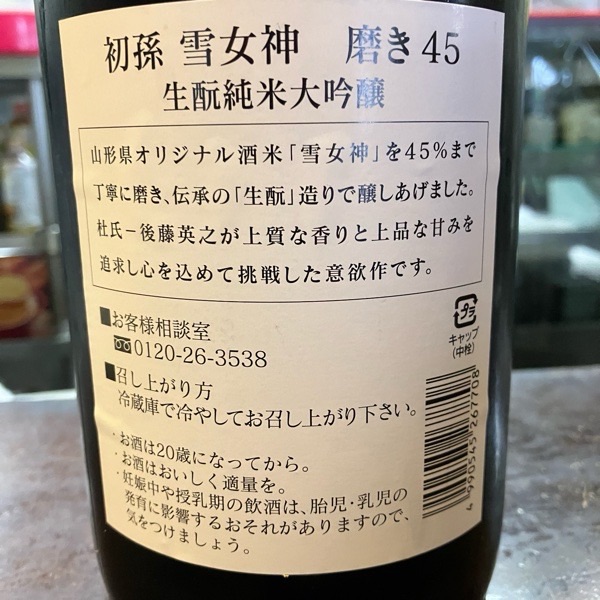 初孫 雪女神 磨き45
生酛純米大吟醸
山形県オリジナル酒米「雪女神」を45%まで
丁寧に磨き、伝承の「生酛」造りで醸しあげました。
杜氏－後藤英之が上質な香りと上品な甘みを
追求し心を込めて挑戦した意欲作です。
■お客様相談室
0120-26-3538
■召し上がり方
冷蔵庫で冷やしてお召し上がり下さい。
プラ
キャップ
(中栓)
・お酒は20歳になってから。
・お酒はおいしく適量を。
・妊娠中や授乳期の飲酒は、胎児・乳児の
発育に影響するおそれがありますので、
気をつけましょう。
4 990345 261708